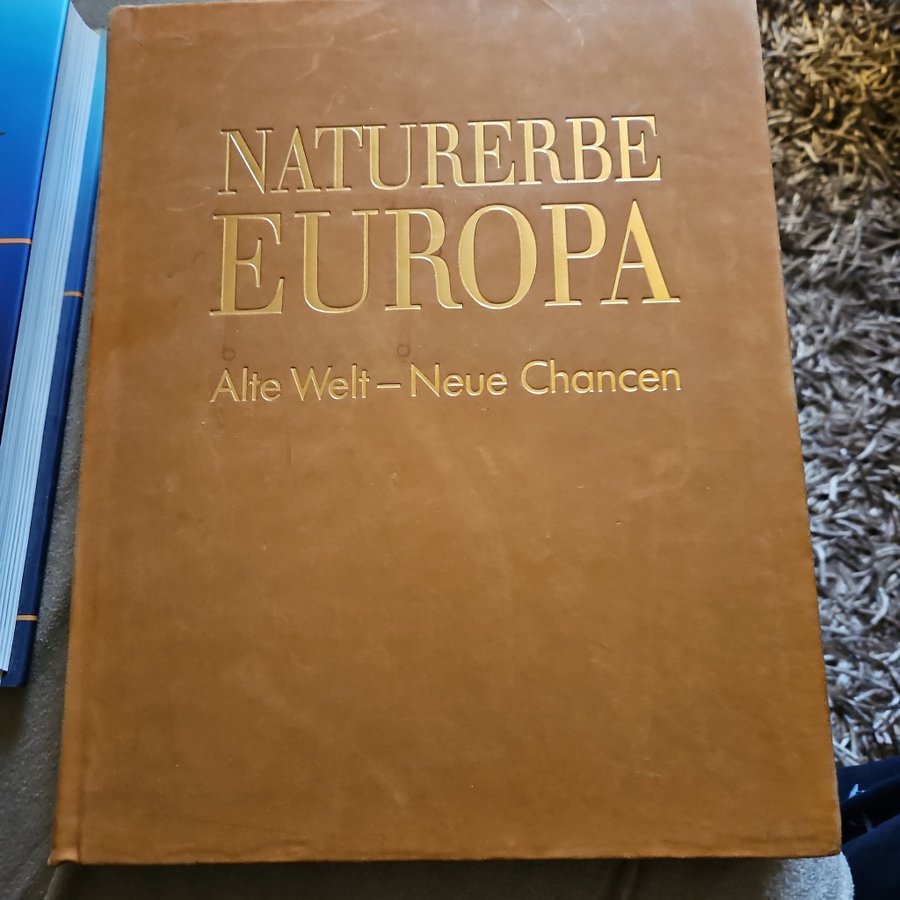 NATURERBE
EUROPA
Alte Welt – Neue Chancen